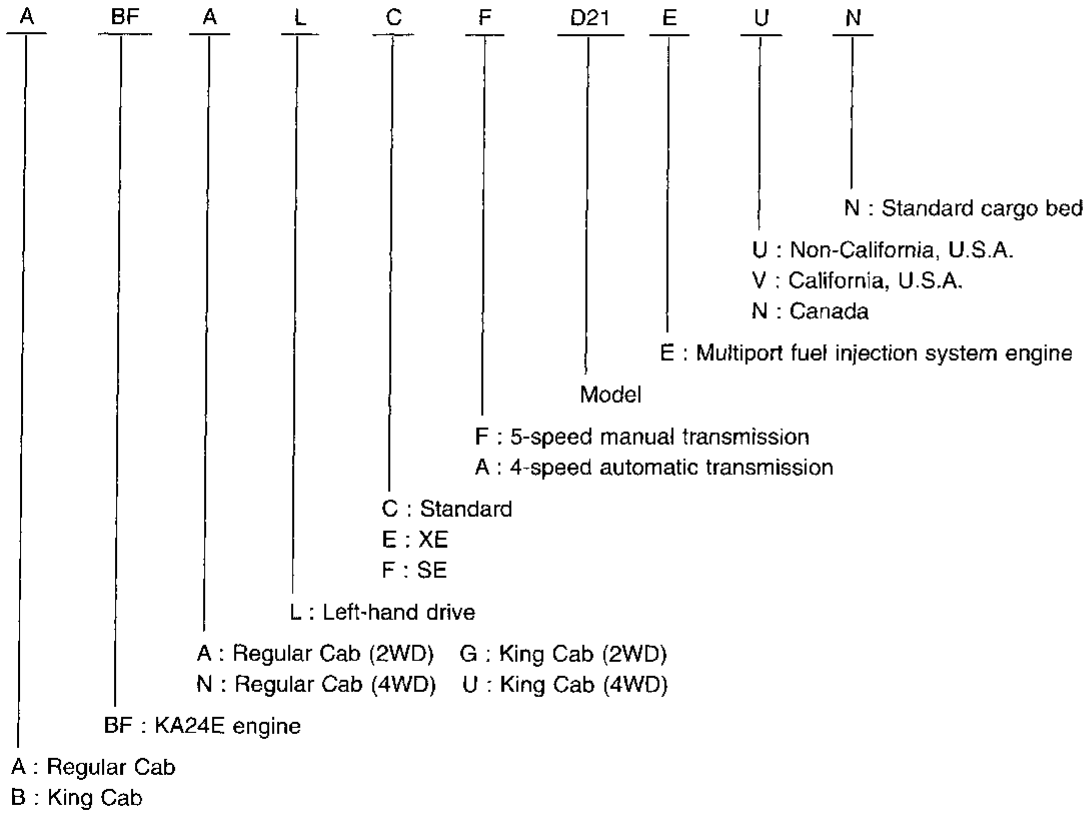 A BF A L C F D21 E U N
N : Standard cargo bed
U : Non-California, U.S.A.
V : California, U.S.A.
N : Canada
E : Multiport fuel injection system engine
Model
F : 5-speed manual transmission
A : 4-speed automatic transmission
C : Standard
E : XE
F : SE
L : Left-hand drive
A : Regular Cab (2WD) G : King Cab (2WD)
N : Regular Cab (4WD) U : King Cab (4WD)
BF : KA24E engine
A : Regular Cab
B : King Cab